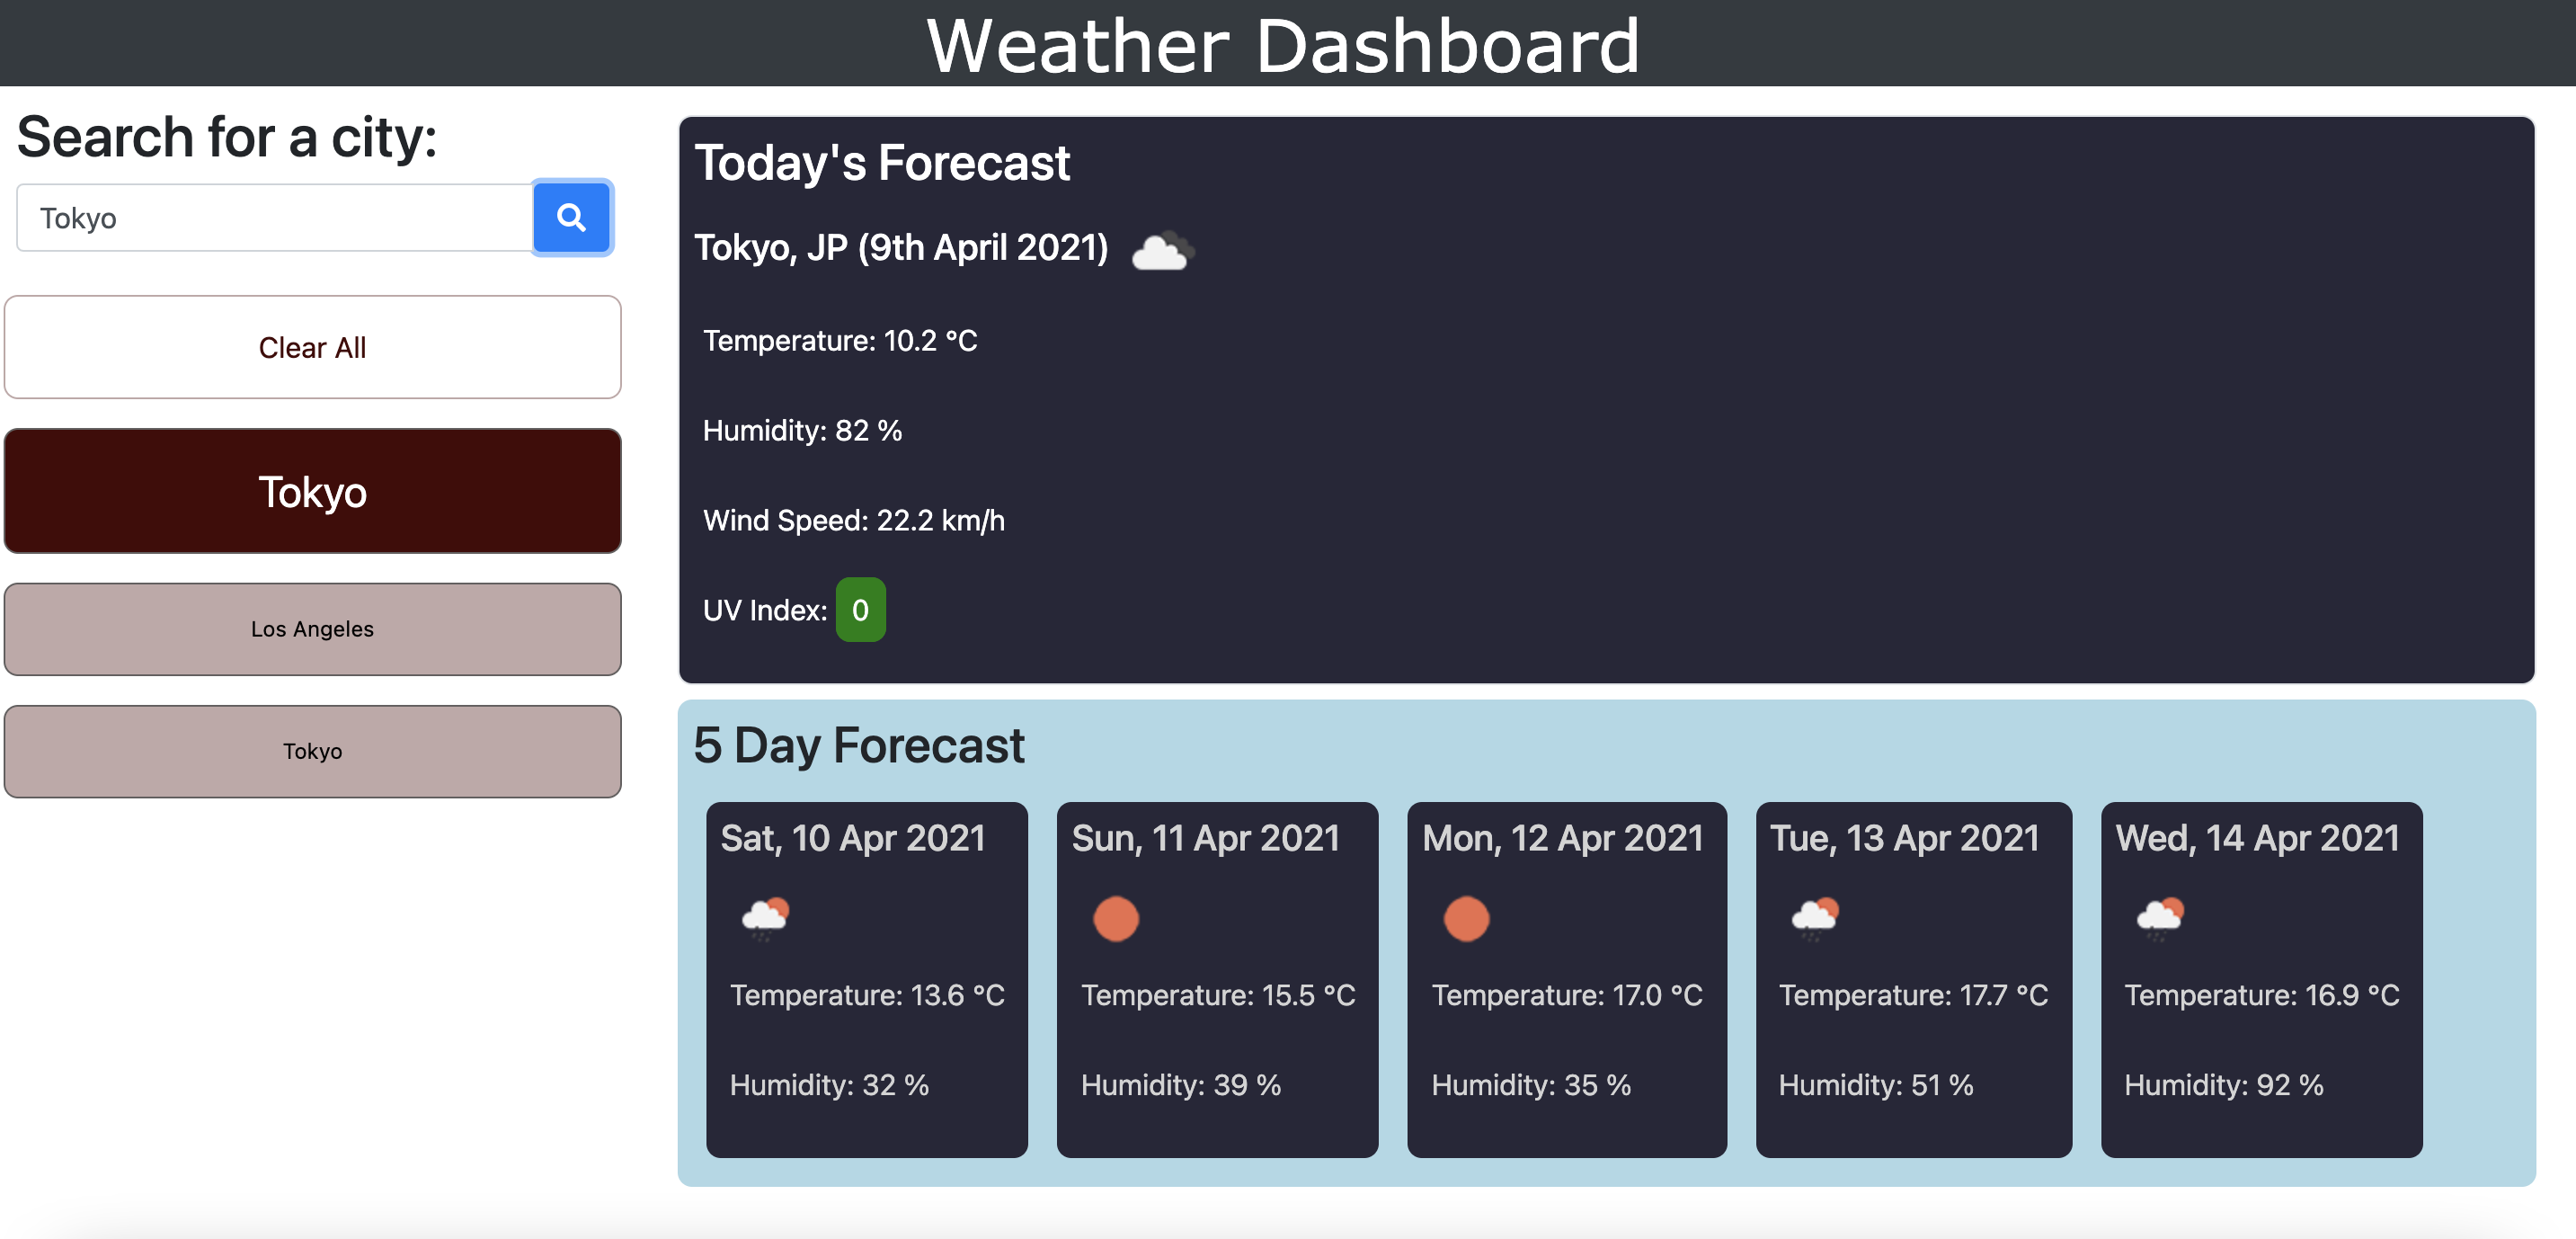 Weather Dashboard
Search for a city:
Tokyo
Clear All
Tokyo
Los Angeles
Tokyo
Today's Forecast
Tokyo, JP (9th April 2021)
Temperature: 10.2 °C
Humidity: 82 %
Wind Speed: 22.2 km/h
UV Index: 0
5 Day Forecast
Sat, 10 Apr 2021
Temperature: 13.6 °C
Humidity: 32 %
Sun, 11 Apr 2021
Temperature: 15.5 °C
Humidity: 39 %
Mon, 12 Apr 2021
Temperature: 17.0 °C
Humidity: 35 %
Tue, 13 Apr 2021
Temperature: 17.7 °C
Humidity: 51 %
Wed, 14 Apr 2021
Temperature: 16.9 °C
Humidity: 92 %